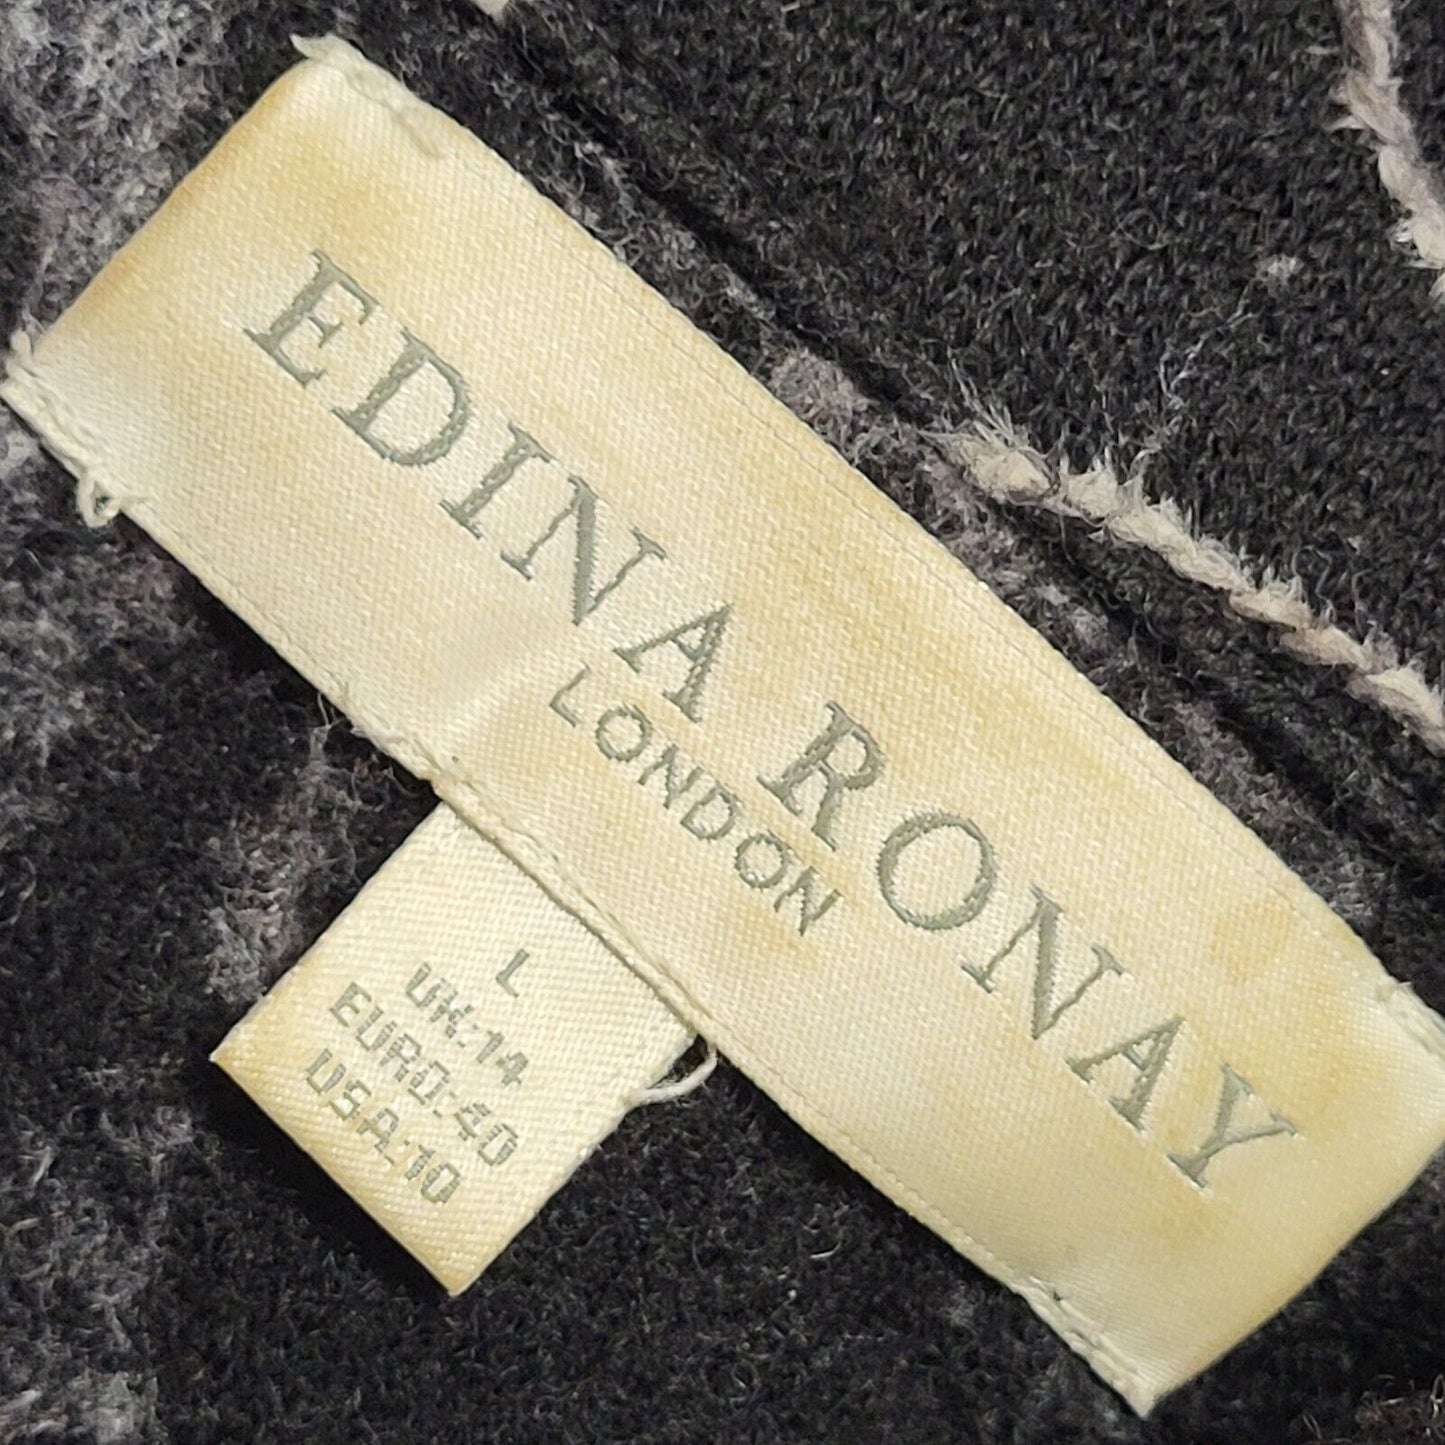 EDINA RONAY
LONDON
L
UK:14
EURO:40
USA:10